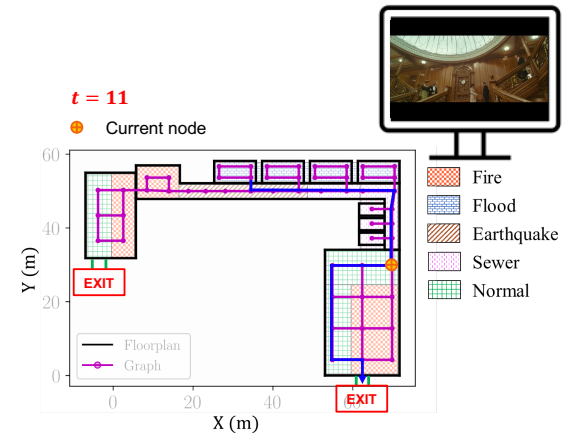 t = 11
Current node
60
40
20
0
Y (m)
EXIT
Floorplan
Graph
0
20
40
60
X (m)
EXIT
Fire
Flood
Earthquake
Sewer
Normal